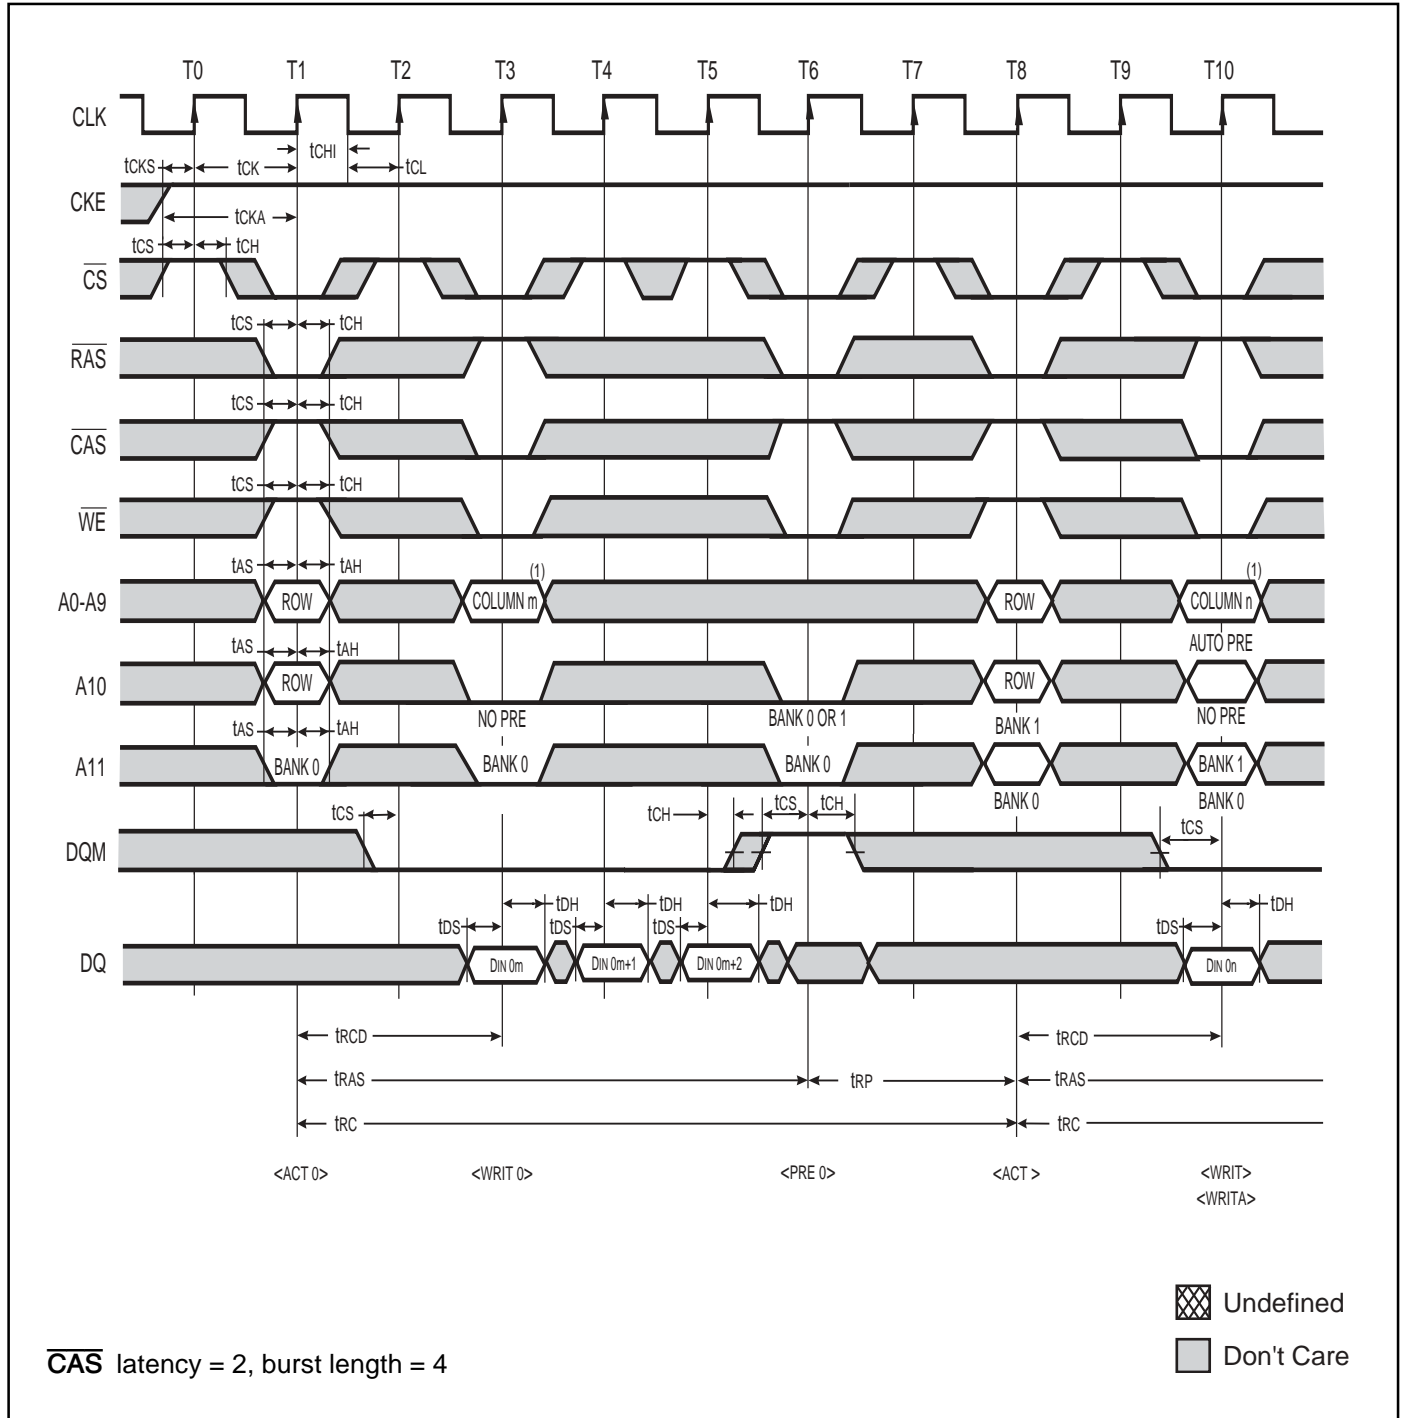 T0 T1 T2 T3 T4 T5 T6 T7 T8 T9 T10
CLK
tCHI
tCKS tCK tCL
CKE
tCKA
tCS tCH
CS
tCS tCH
RAS
tCS tCH
CAS
tCS tCH
WE
tAS tAH (1) (1)
A0-A9 ROW COLUMN m ROW COLUMN n
tAS tAH AUTO PRE
A10 ROW ROW
NO PRE BANK 0 OR 1 BANK 1 NO PRE
tAS tAH
A11 BANK 0 BANK 0 BANK 0 BANK 1
BANK 0 BANK 0
tCS tCH tCS tCH tCS
DQM
tDH tDH tDH tDH
tDS tDS tDS tDS
DQ DIN 0m DIN 0m+1 DIN 0m+2 DIN 0n
tRCD tRCD
tRAS tRP tRAS
tRC tRC
<ACT 0> <WRIT 0> <PRE 0> <ACT > <WRIT>
<WRITA>
Undefined
Don't Care
CAS latency = 2, burst length = 4